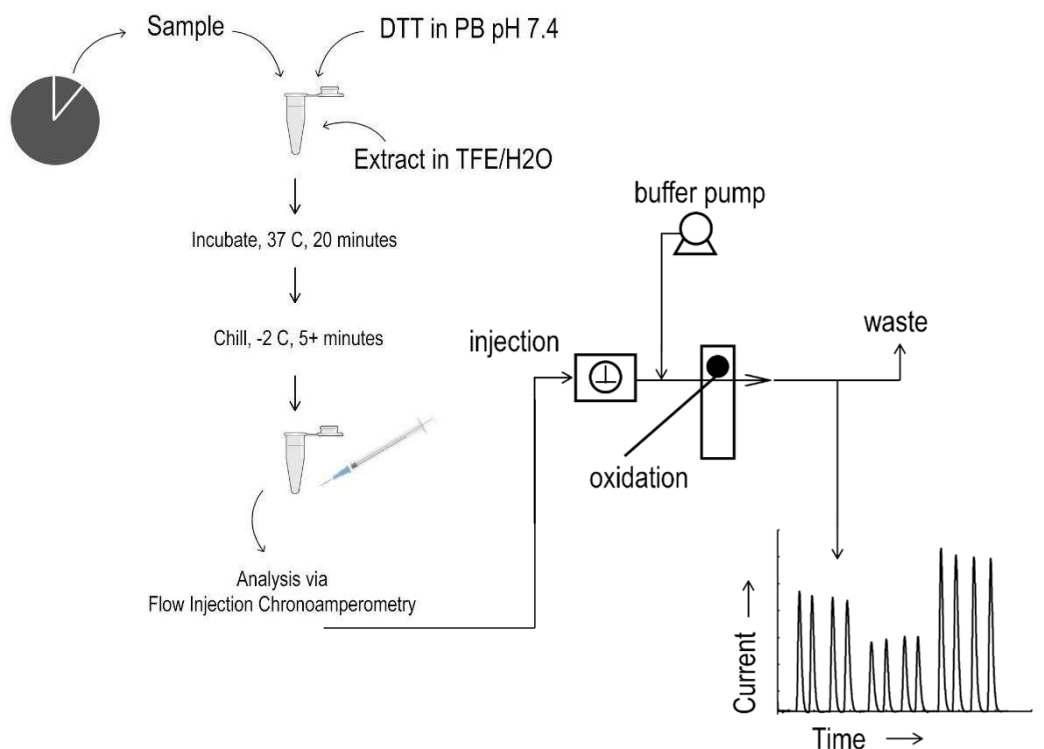 Sample
DTT in PB pH 7.4
Extract in TFE/H2O
Incubate, 37 C, 20 minutes
Chill, -2 C, 5+ minutes
Analysis via
Flow Injection Chronoamperometry
injection
buffer pump
oxidation
waste
Current
Time